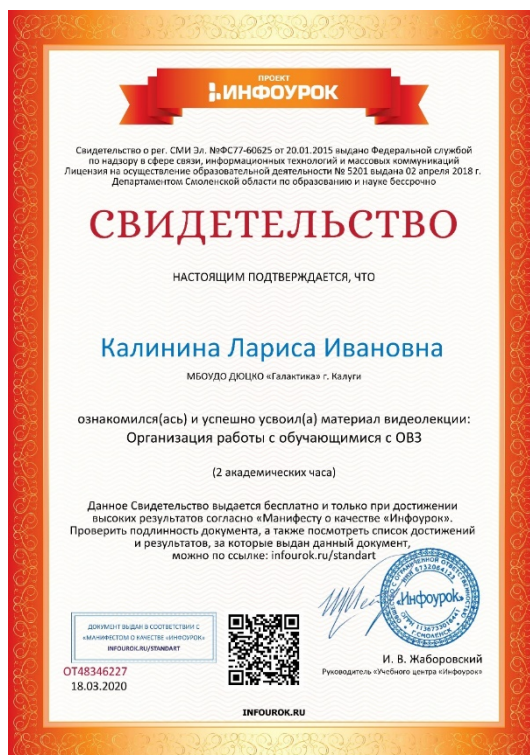 ПРОЕКТ
ИНФОУРОК
Свидетельство о рег. СМИ Эл. №ФС77-60625 от 20.01.2015 выдано Федеральной службой
по надзору в сфере связи, информационных технологий и массовых коммуникаций
Лицензия на осуществление образовательной деятельности № 5201 выдана 02 апреля 2018 г.
Департаментом Смоленской области по образованию и науке бессрочно
СВИДЕТЕЛЬСТВО
НАСТОЯЩИМ ПОДТВЕРЖДАЕТСЯ, ЧТО
Калинина Лариса Ивановна
МБОУДО ДЮЦКО «Галактика» г. Калуги
ознакомился(ась) и успешно усвоил(а) материал видеолекции:
Организация работы с обучающимися с ОВЗ
(2 академических часа)
Данное Свидетельство выдается бесплатно и только при достижении
высоких результатов согласно «Манифесту о качестве «Инфоурок».
Проверить подлинность документа, а также посмотреть список достижений
и результатов, за которые выдан данный документ,
можно по ссылке: infourok.ru/standart
ДОКУМЕНТ ВЫДАН В СООТВЕТСТВИИ С
«МАНИФЕСТОМ О КАЧЕСТВЕ «ИНФОУРОК»
INFOUROK.RU/STANDART
ОТ48346227
18.03.2020
«Инфоурок»
г. СМОЛЕНСК
И. В. Жаборовский
Руководитель «Учебного центра «Инфоурок»
INFOUROK.RU